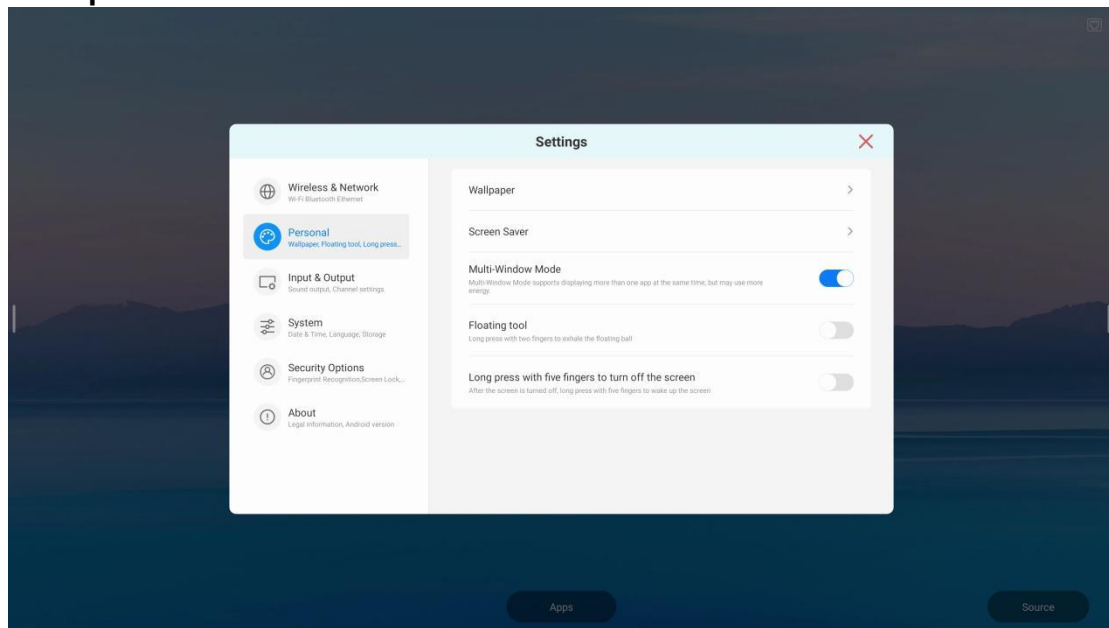 Settings
Wireless & Network
Wi-Fi Bluetooth Ethernet
Personal
Wallpaper, Floating tool, Long press...
Input & Output
Sound output, Channel settings
System
Date & Time, Language, Storage
Security Options
Fingerprint Recognition,Screen Lock,...
About
Legal information, Android version
Wallpaper
Screen Saver
Multi-Window Mode
Multi-Window Mode supports displaying more than one app at the same time, but may use more
energy.
Floating tool
Long press with two fingers to exhale the floating ball
Long press with five fingers to turn off the screen
After the screen is turned off, long press with five fingers to wake up the screen
Apps
Source